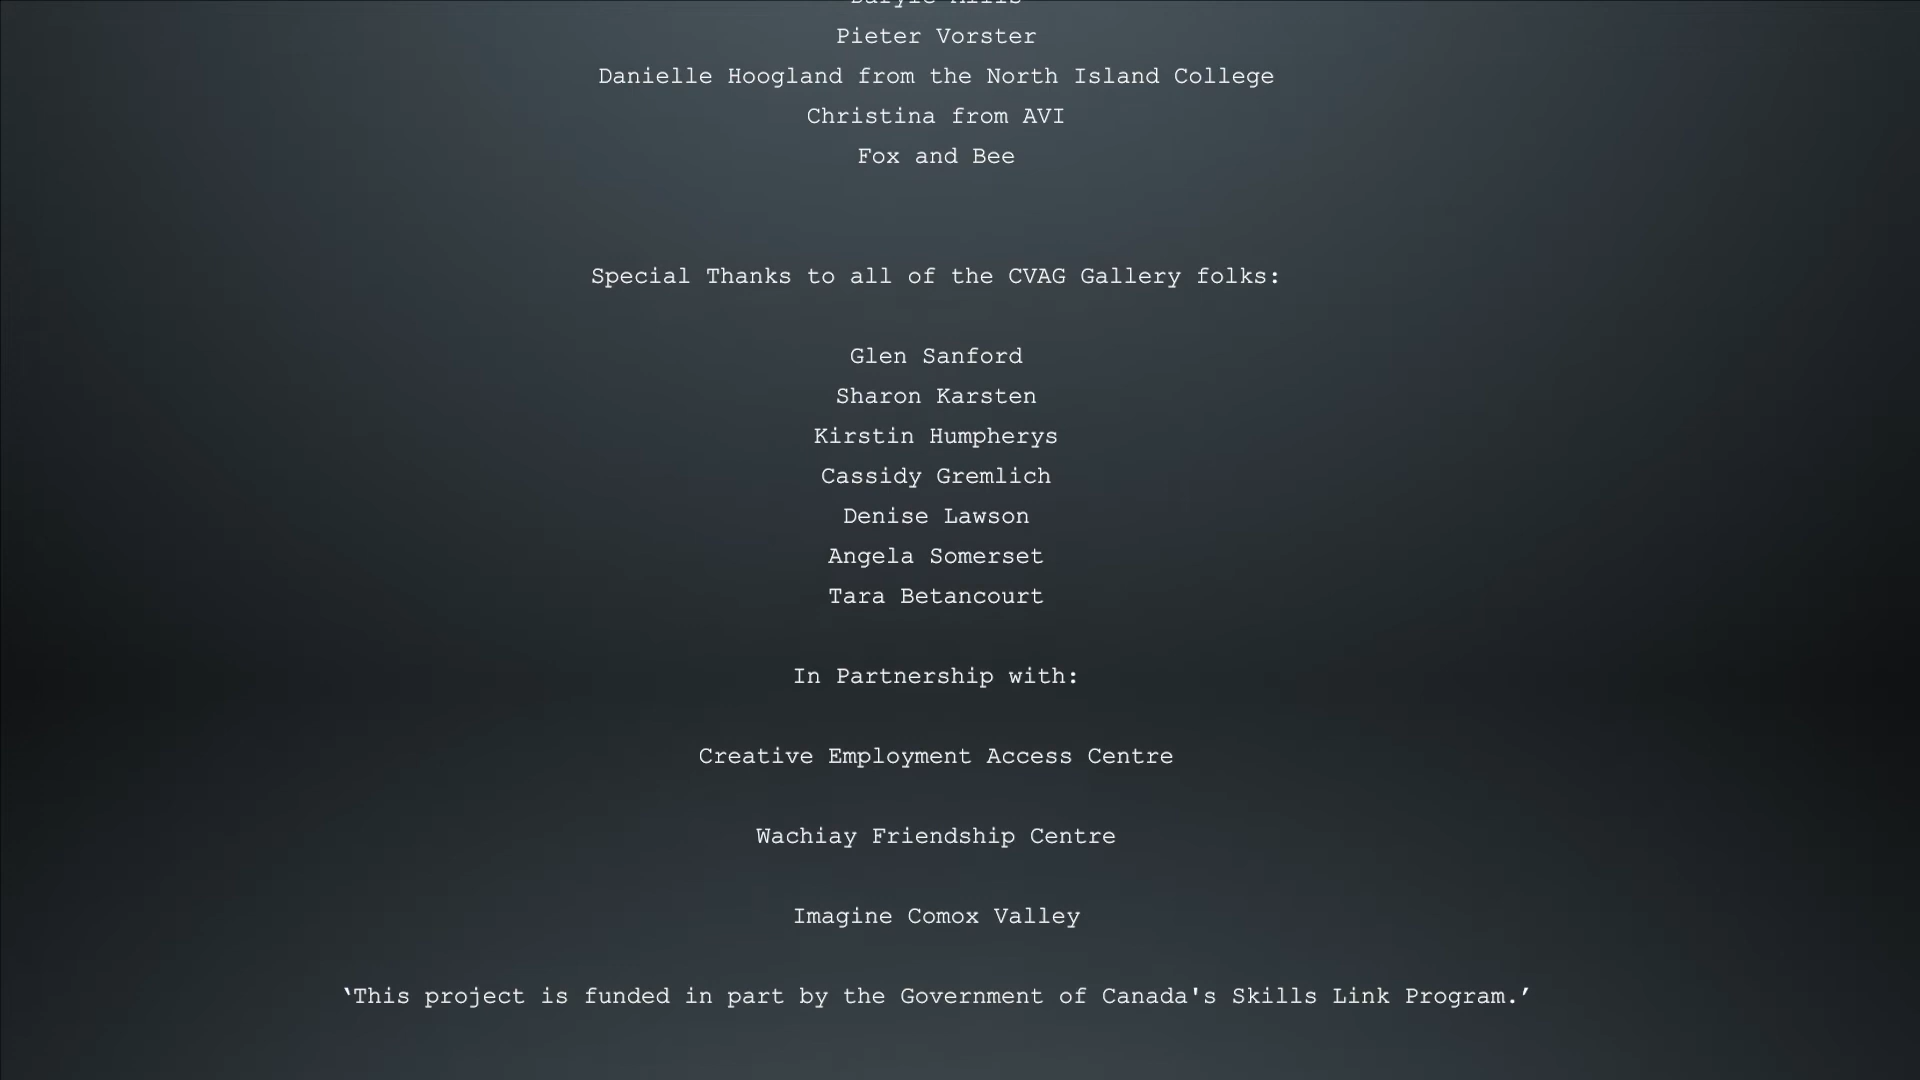 Pieter Vorster
Danielle Hoogland from the North Island College
Christina from AVI
Fox and Bee
Special Thanks to all of the CVAG Gallery folks:
Glen Sanford
Sharon Karsten
Kirstin Humpherys
Cassidy Gremlich
Denise Lawson
Angela Somerset
Tara Betancourt
In Partnership with:
Creative Employment Access Centre
Wachiay Friendship Centre
Imagine Comox Valley
‘This project is funded in part by the Government of Canada's Skills Link Program.’